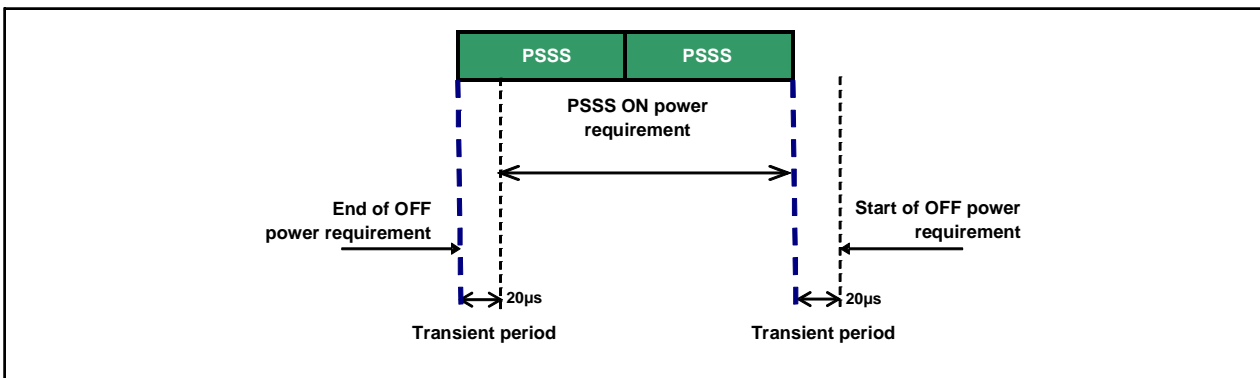 PSSS PSSS
PSSS ON power
requirement
End of OFF
power requirement
Start of OFF power
requirement
20µs
20µs
Transient period
Transient period